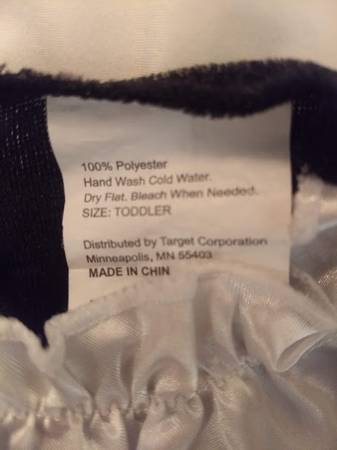 100% Polyester
Hand Wash Cold Water.
Dry Flat. Bleach When Needed.
SIZE: TODDLER
Distributed by Target Corporation
Minneapolis, MN 55403
MADE IN CHIN